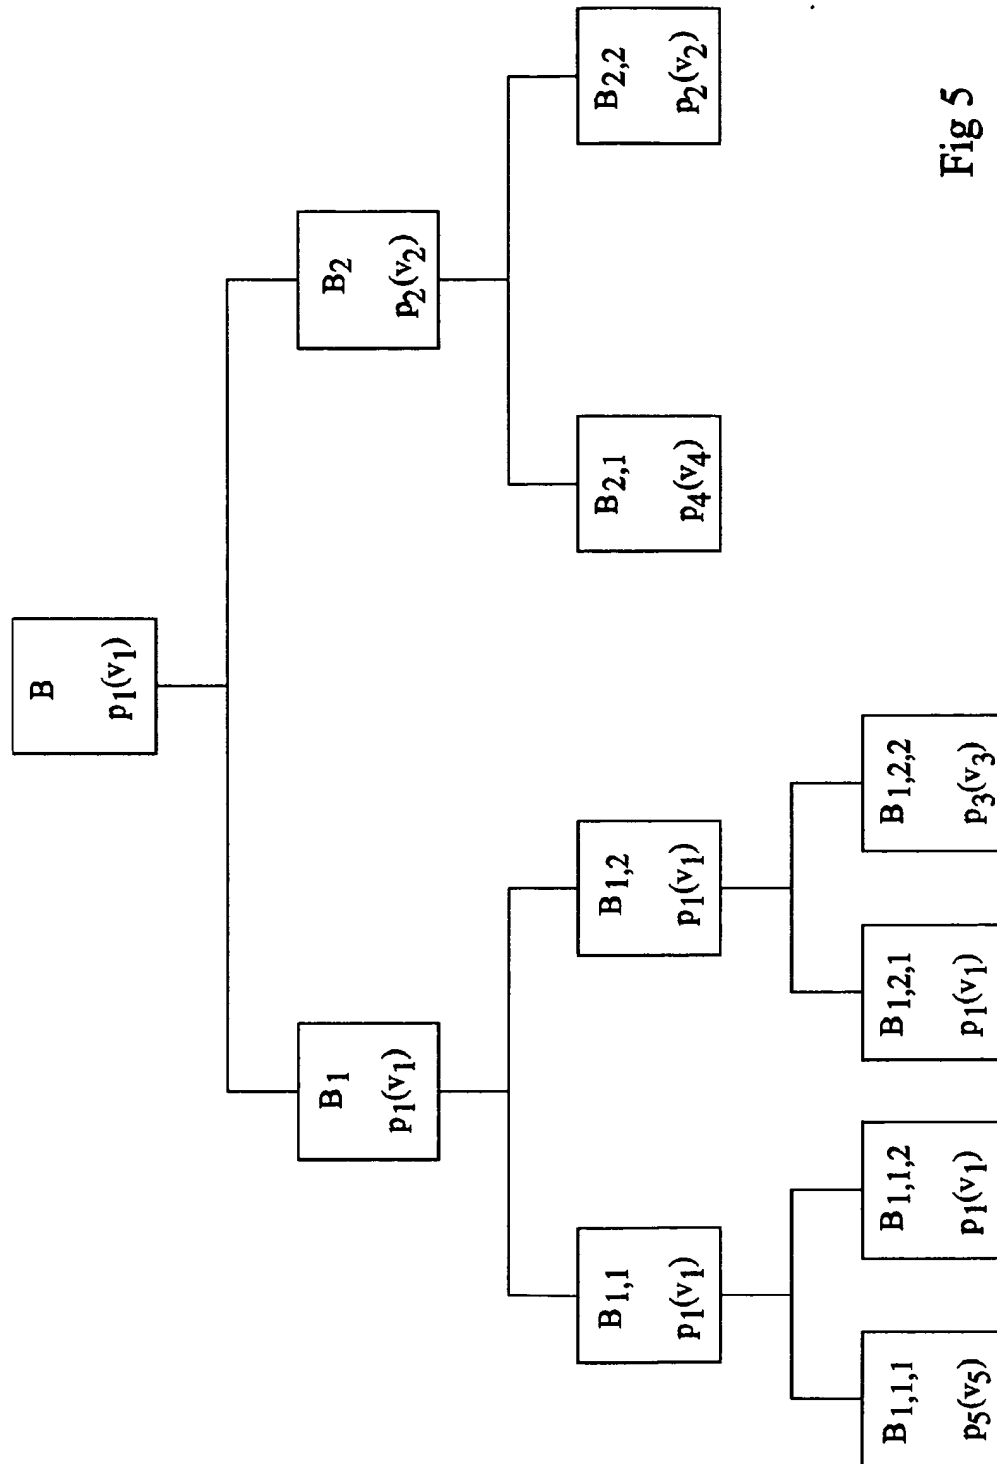 B
p1(v1)
B1
p1(v1)
B2
p2(v2)
B1,1
p1(v1)
B1,2
p1(v1)
B2,1
p4(v4)
B2,2
p2(v2)
B1,1,1
p5(v5)
B1,1,2
p1(v1)
B1,2,1
p1(v1)
B1,2,2
p3(v3)
Fig 5